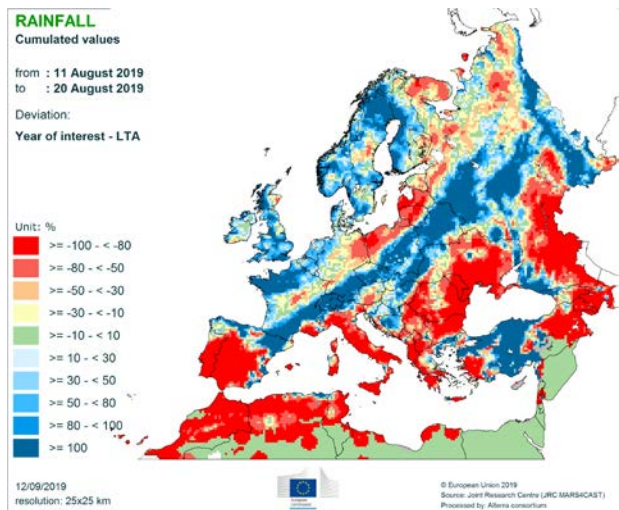 RAINFALL
Cumulated values
from : 11 August 2019
to : 20 August 2019
Deviation:
Year of interest - LTA
Unit: %
>= -100 - < -80
>= -80 - < -50
>= -50 - < -30
>= -30 - < -10
>= -10 - < 10
>= 10 - < 30
>= 30 - < 50
>= 50 - < 80
>= 80 - < 100
>= 100
12/09/2019
resolution: 25x25 km
© European Union 2019
Source: Joint Research Centre (JRC MARS4CAST)
Processed by: Alterra consortium